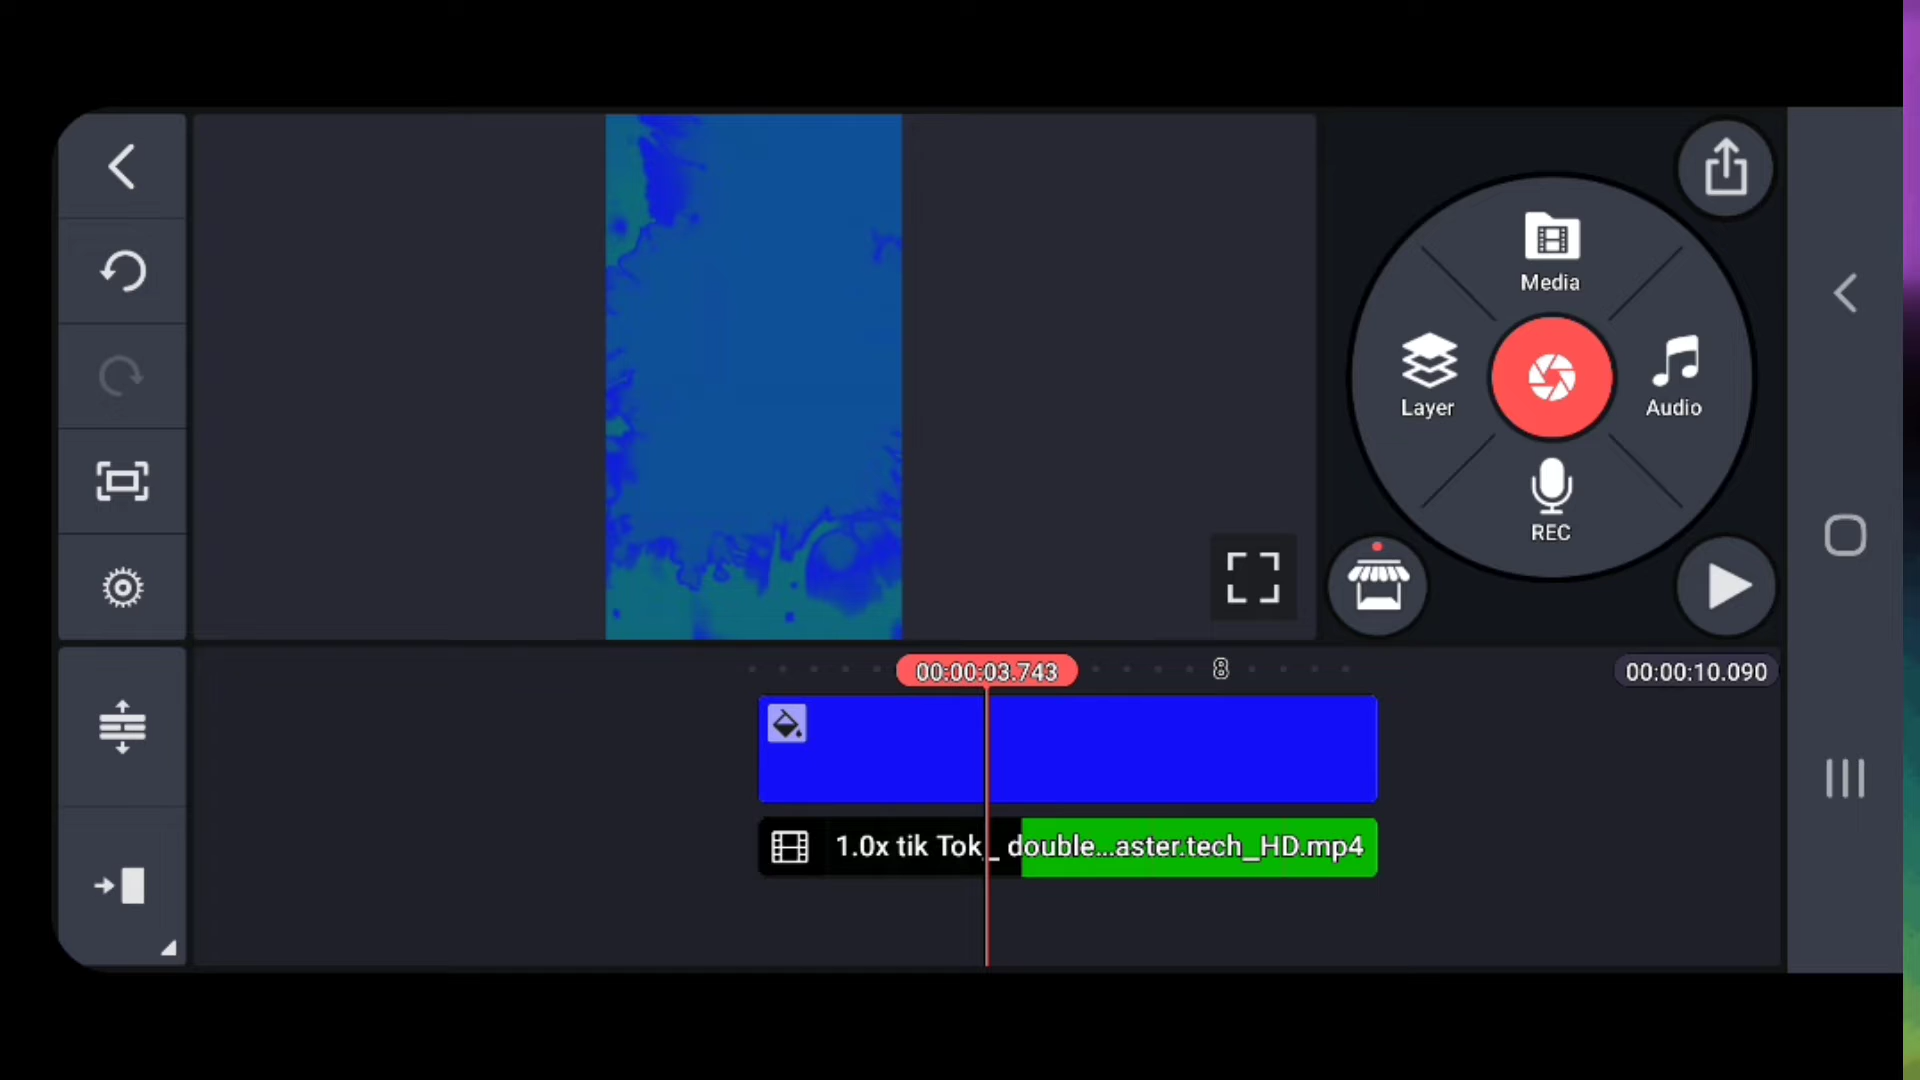 Media
Layer
Audio
REC
00:00:03.743
8
00:00:10.090
1.0x tik Tok_ double...aster.tech_HD.mp4